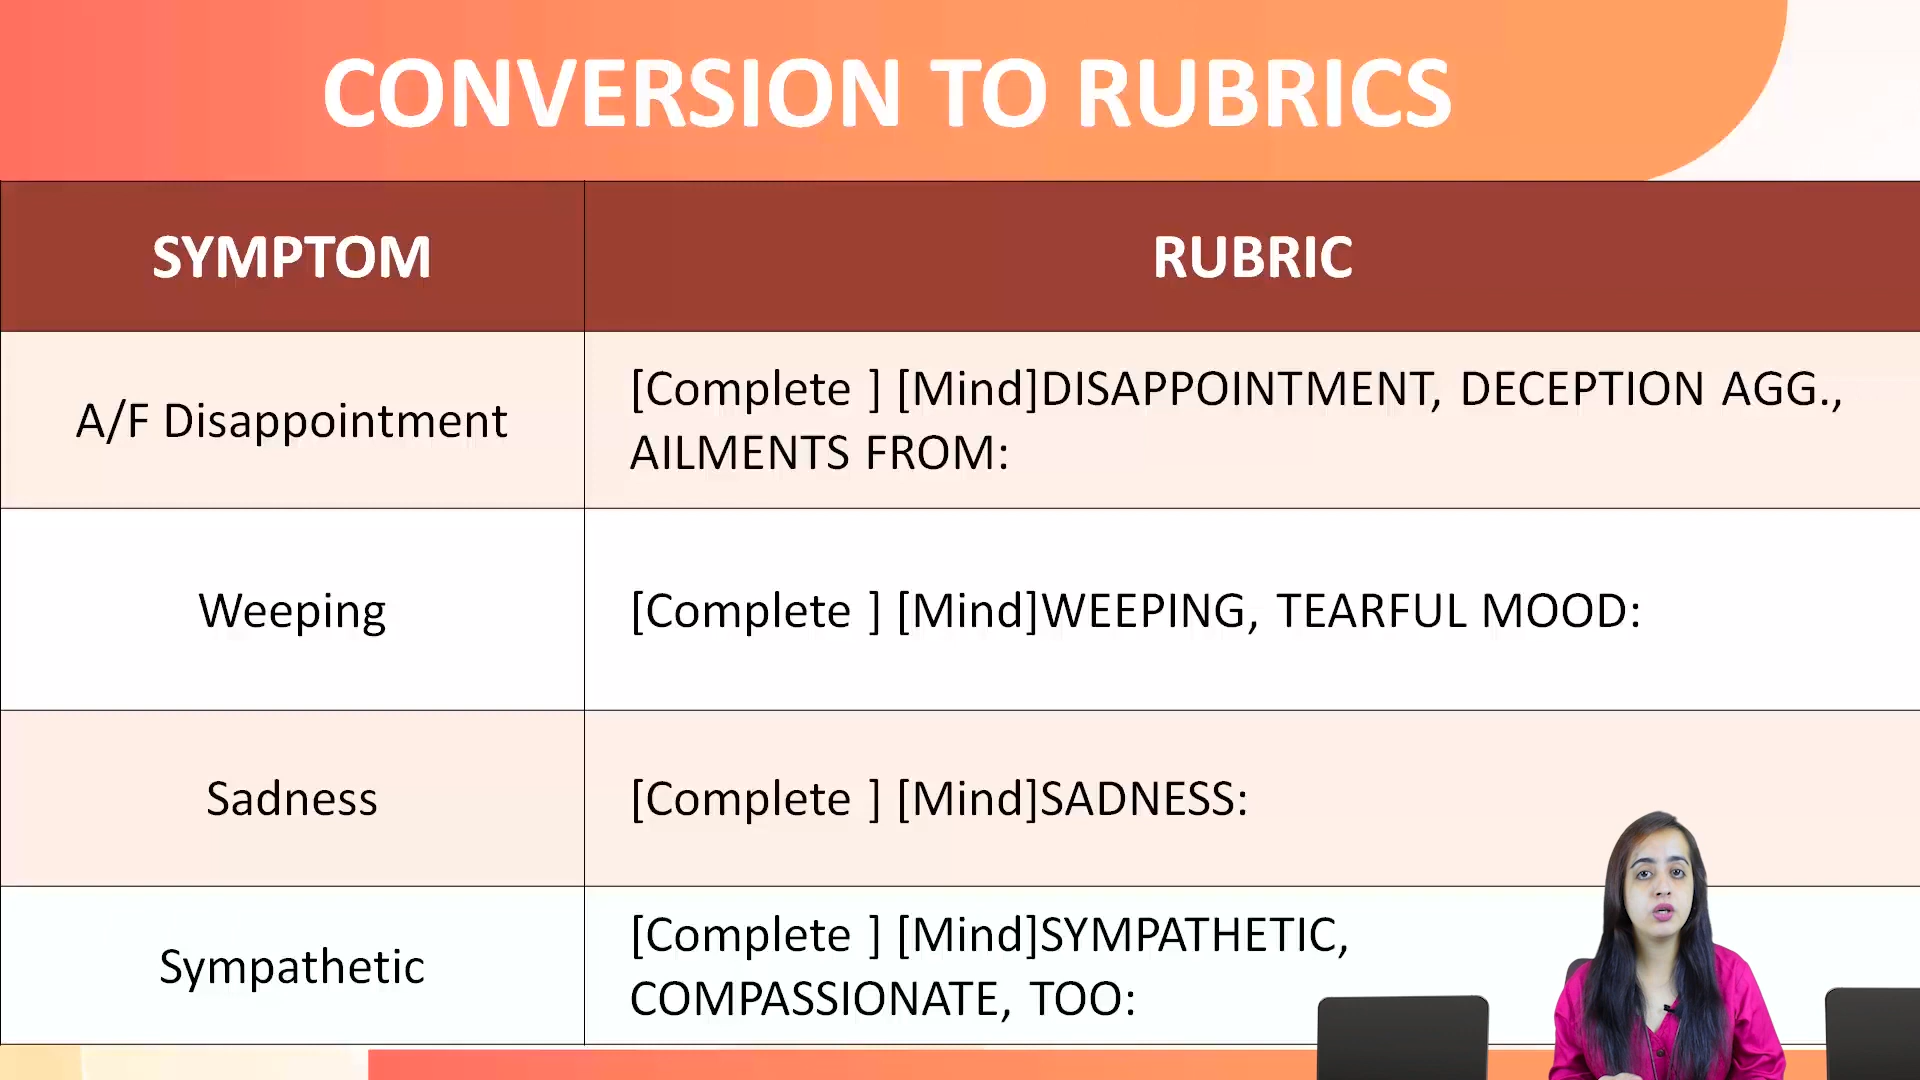 CONVERSION TO RUBRICS
SYMPTOM
RUBRIC
A/F Disappointment
[Complete ] [Mind]DISAPPOINTMENT, DECEPTION AGG.,
AILMENTS FROM:
Weeping
[Complete ] [Mind]WEEPING, TEARFUL MOOD:
Sadness
[Complete ] [Mind]SADNESS:
Sympathetic
[Complete ] [Mind]SYMPATHETIC,
COMPASSIONATE, TOO: